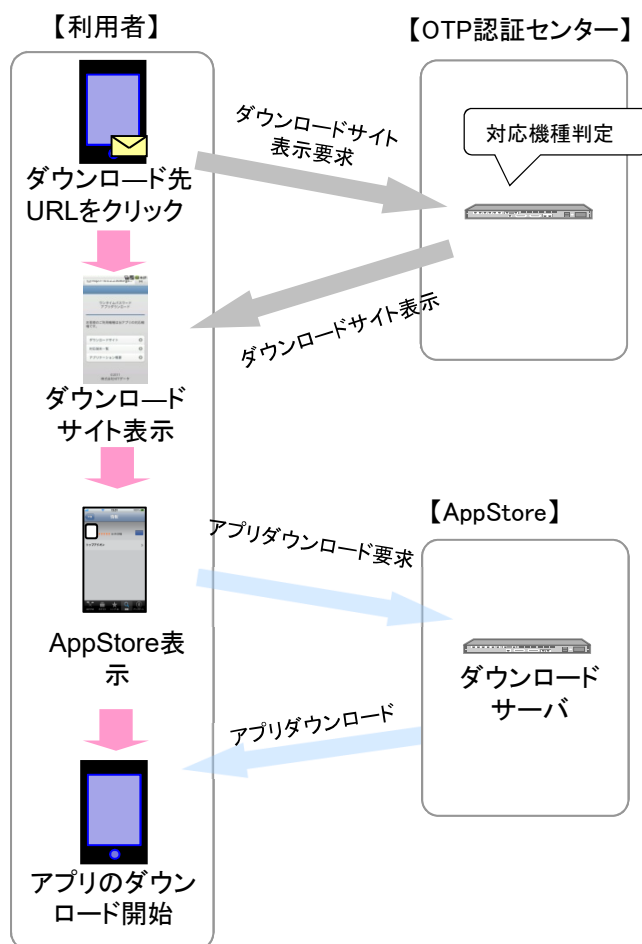 【利用者】
【OTP認証センター】
ダウンロード先
URLをクリック
ダウンロードサイト
表示要求
対応機種判定
ダウンロードサイト表示
ダウンロード
サイト表示
【AppStore】
アプリダウンロード要求
AppStore表
示
ダウンロード
サーバ
アプリダウンロード
アプリのダウン
ロード開始